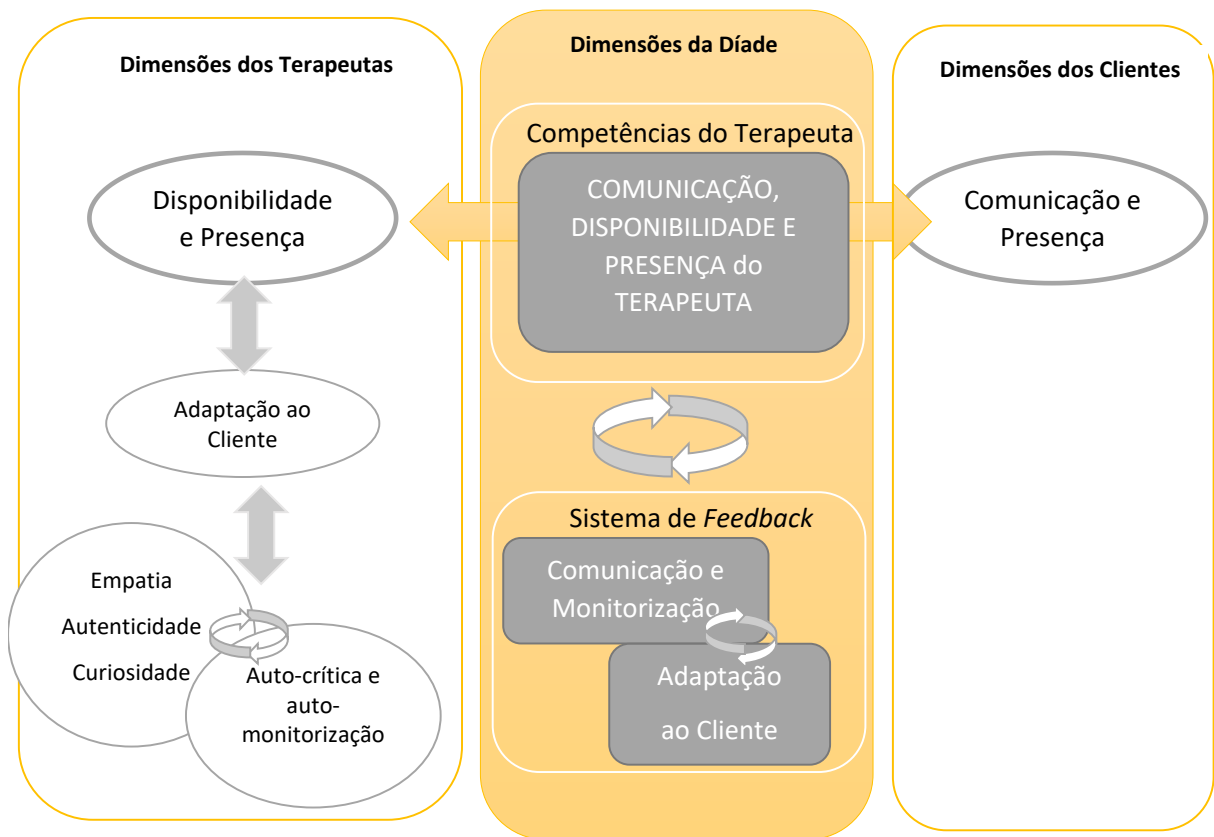 Dimensões dos Terapeutas
Disponibilidade
e Presença
Adaptação ao
Cliente
Empatia
Autenticidade
Curiosidade
Auto-crítica e
auto-
monitorização
Dimensões da Díade
Competências do Terapeuta
COMUNICAÇÃO,
DISPONIBILIDADE E
PRESENÇA do
TERAPEUTA
Sistema de Feedback
Comunicação e
Monitorização
Adaptação
ao Cliente
Dimensões dos Clientes
Comunicação e
Presença